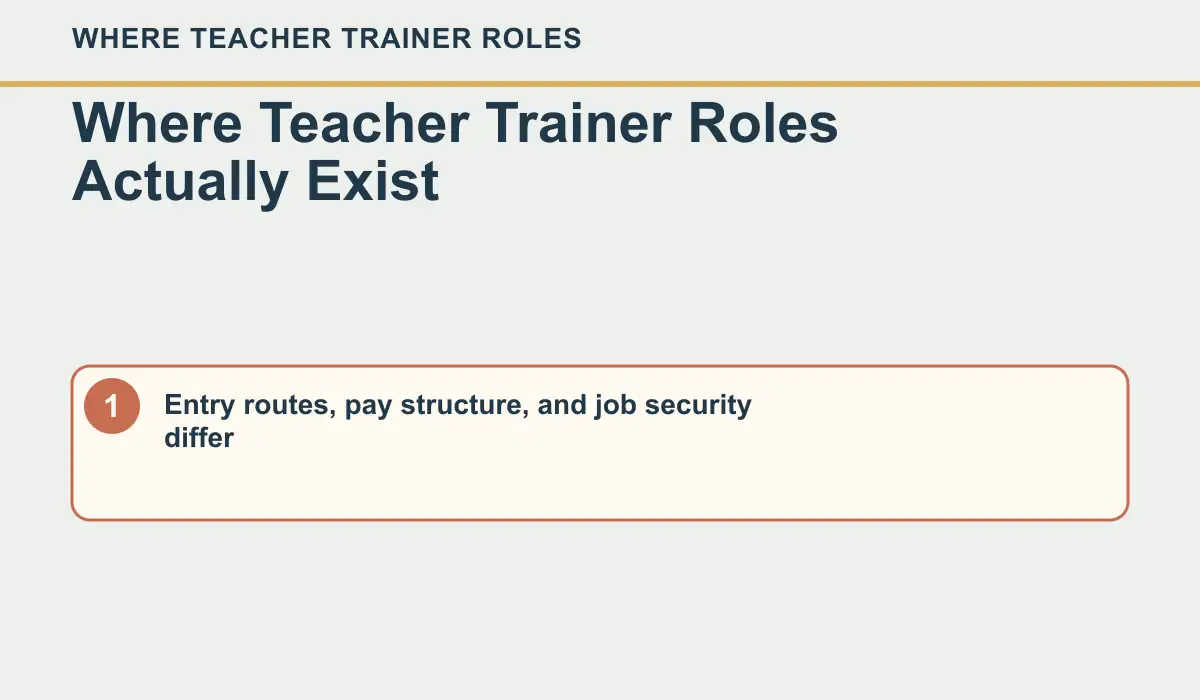 WHERE TEACHER TRAINER ROLES
Where Teacher Trainer Roles
Actually Exist
1
Entry routes, pay structure, and job security
differ